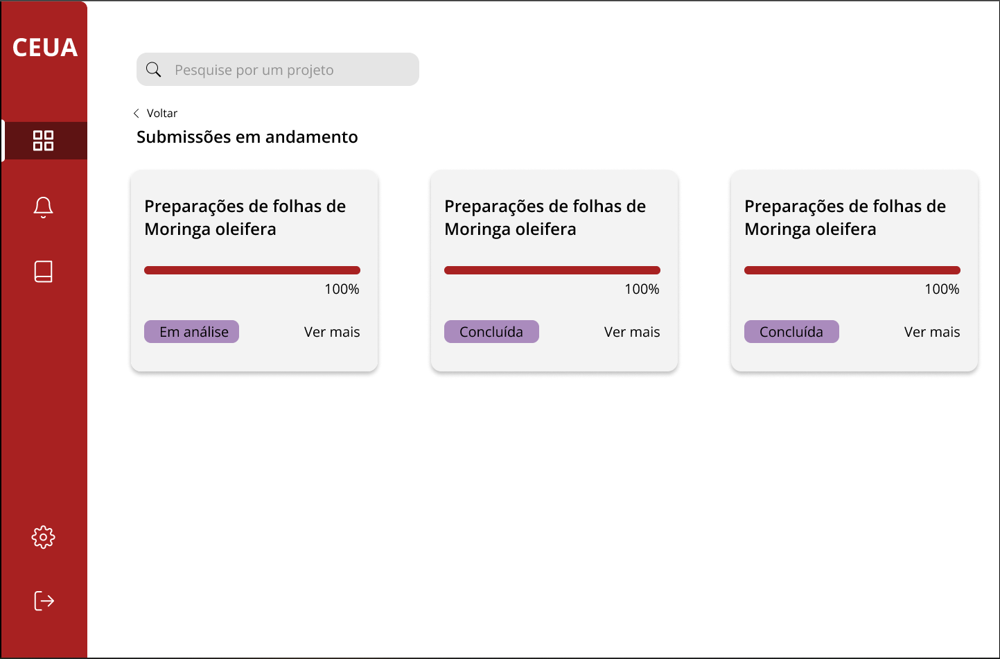 CEUA
Pesquise por um projeto
Voltar
Submissões em andamento
Preparações de folhas de
Moringa oleifera
100%
Em análise
Ver mais
Preparações de folhas de
Moringa oleifera
100%
Concluída
Ver mais
Preparações de folhas de
Moringa oleifera
100%
Concluída
Ver mais